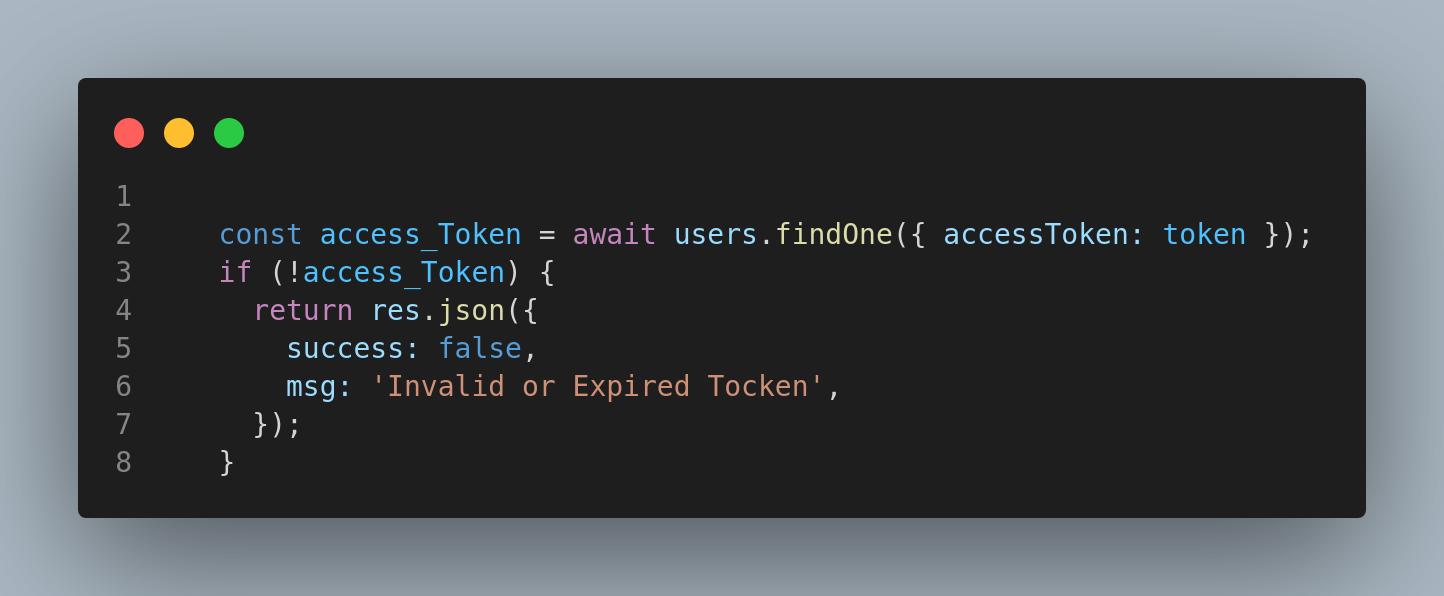 1
2 const access_Token = await users.findOne({ accessToken: token });
3 if (!access_Token) {
4 return res.json({
5 success: false,
6 msg: 'Invalid or Expired Tocken',
7 });
8 }